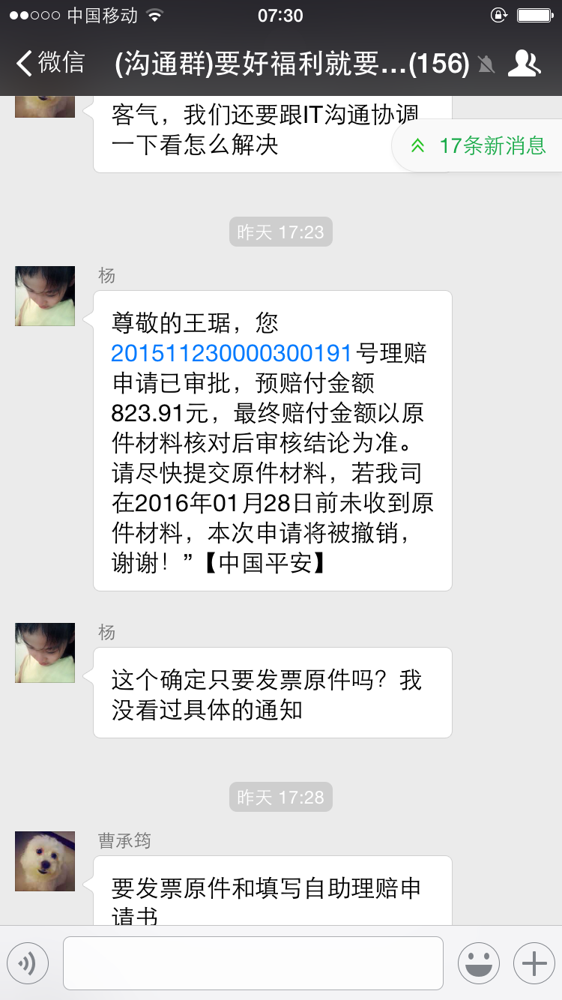 中国移动 07:30
微信 (沟通群)要好福利就要...(156)
客气，我们还要跟IT沟通协调
一下看怎么解决
17条新消息
昨天 17:23
杨
尊敬的王琚，您
201511230000300191号理赔
申请已审批，预赔付金额
823.91元，最终赔付金额以原
件材料核对后审核结论为准。
请尽快提交原件材料，若我司
在2016年01月28日前未收到原
件材料，本次申请将被撤销，
谢谢！”【中国平安】
杨
这个确定只要发票原件吗？我
没看过具体的通知
昨天 17:28
曹承筠
要发票原件和填写自助理赔申
请书